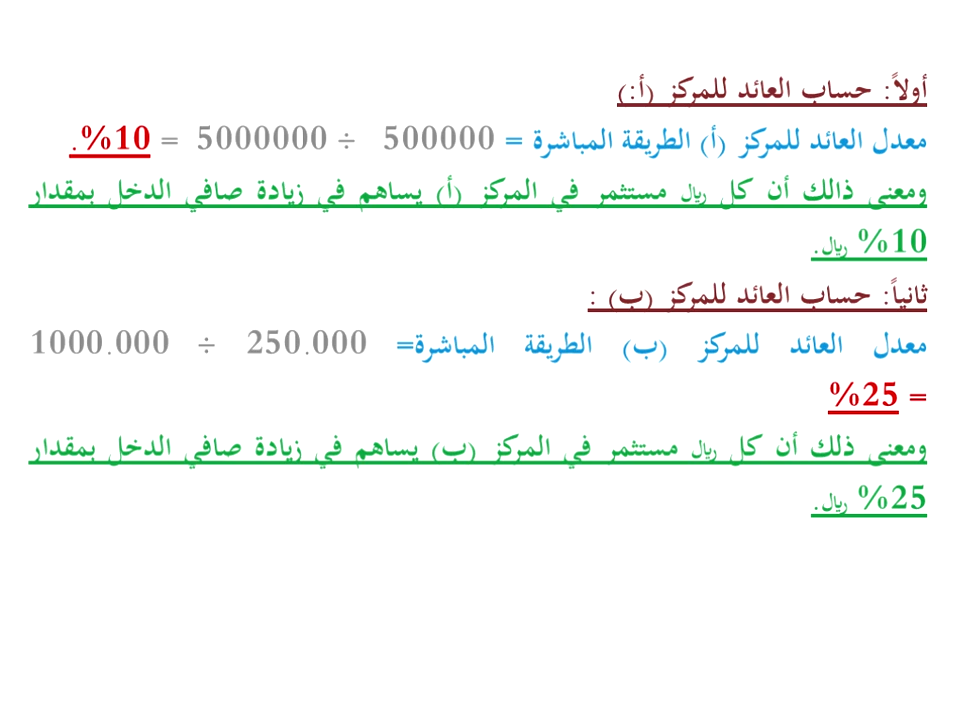 أولاً: حساب العائد للمركز (أ:)
معدل العائد للمركز (أ) الطريقة المباشرة = 500000 ÷ 5000000 = 10%.
ومعنى ذالك أن كل ريال مستثمر في المركز (أ) يساهم في زيادة صافي الدخل بمقدار
10% ريال.
ثانياً: حساب العائد للمركز (ب) :
معدل العائد للمركز (ب) الطريقة المباشرة= 250.000 ÷ 1000.000
= 25%
ومعنى ذلك أن كل ريال مستثمر في المركز (ب) يساهم في زيادة صافي الدخل بمقدار
25% ريال.